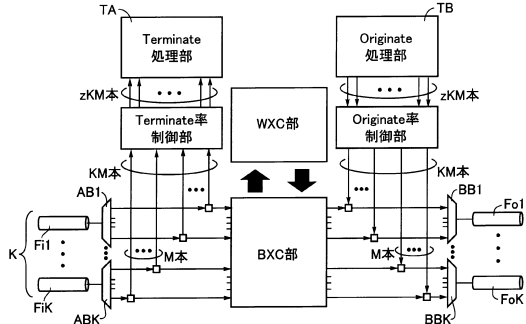 TA
TB
Terminate
処理部
Originate
処理部
zKM本
zKM本
Terminate率
制御部
WXC部
Originate率
制御部
KM本
KM本
AB1
BB1
Fi1
Fo1
K
BXC部
M本
M本
FiK
FoK
ABK
BBK